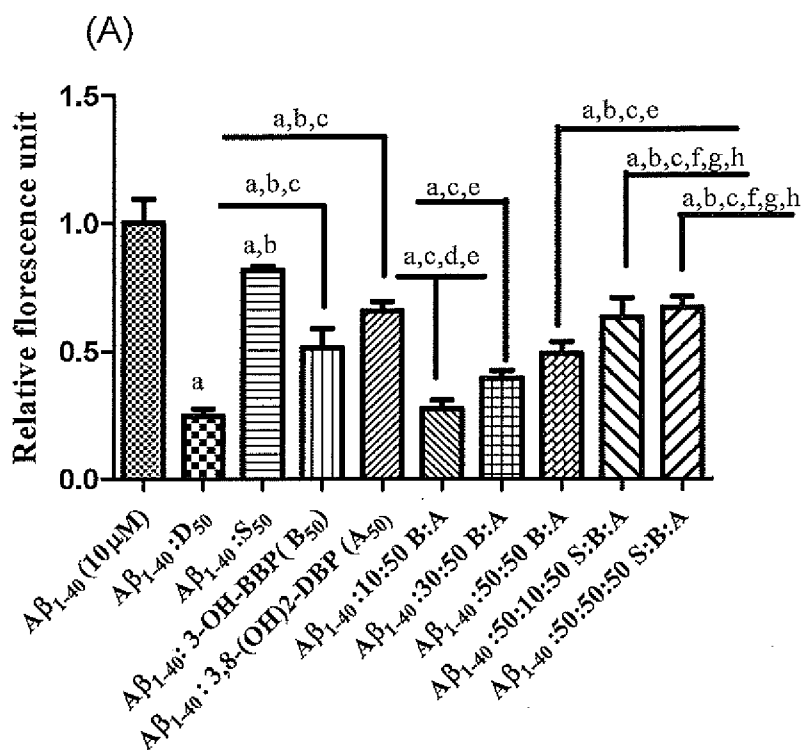 (A)
Relative florescence unit
1.5
1.0
0.5
0.0
a,b,c
a,b,c
a,b
a
a,c,e
a,c,d,e
a,b,c,e
a,b,c,f,g,h
a,b,c,f,g,h
Aβ1-40 (10μM)
Aβ1-40 :D50
Aβ1-40 :S50
Aβ1-40: 3-OH-BBP( B50)
Aβ1-40 : 3,8-(OH)2-DBP (A50)
Aβ1-40 :10:50 B:A
Aβ1-40 :30:50 B:A
Aβ1-40 :50:50 B:A
Aβ1-40 :50:10:50 S:B:A
Aβ1-40 :50:50:50 S:B:A